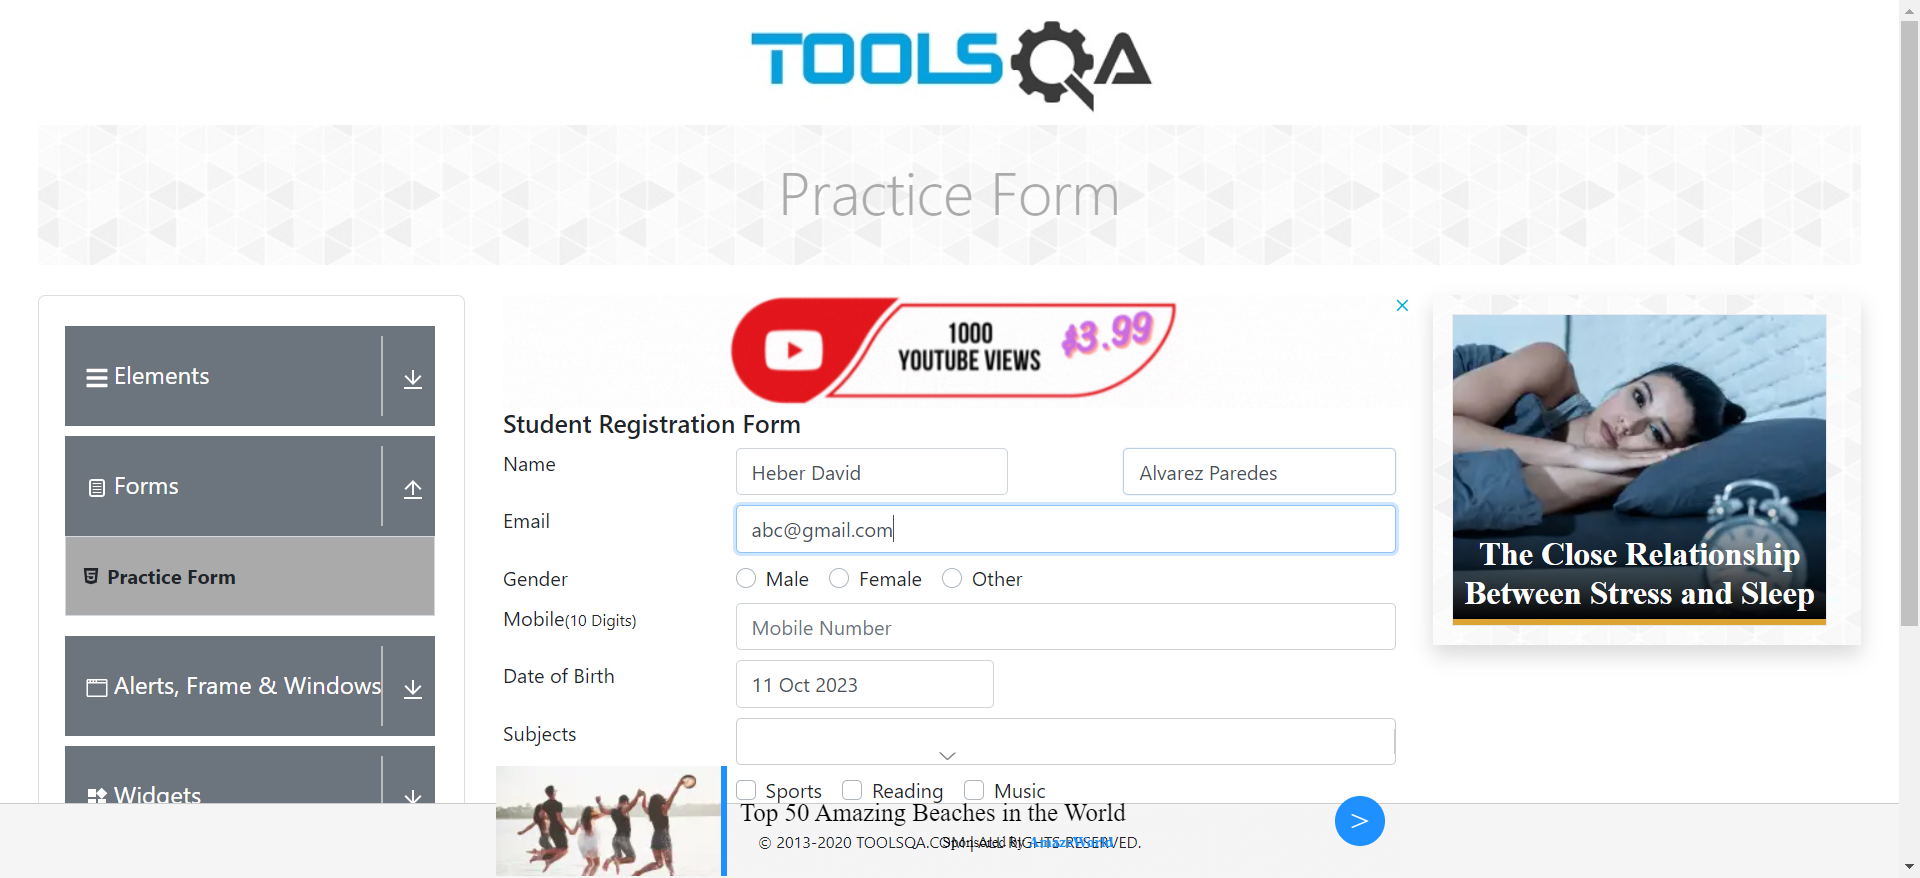 TOOLSQA
Practice Form
Elements
Forms
Practice Form
Alerts, Frame & Windows
Widgets
1000
YOUTUBE VIEWS
$3.99
Student Registration Form
Name
Heber David
Alvarez Paredes
Email
abc@gmail.com
Gender
Male
Female
Other
Mobile(10 Digits)
Mobile Number
Date of Birth
11 Oct 2023
Subjects
Sports
Reading
Music
Top 50 Amazing Beaches in the World
© 2013-2020 TOOLSQA.COM | ALL RIGHTS RESERVED.
The Close Relationship
Between Stress and Sleep